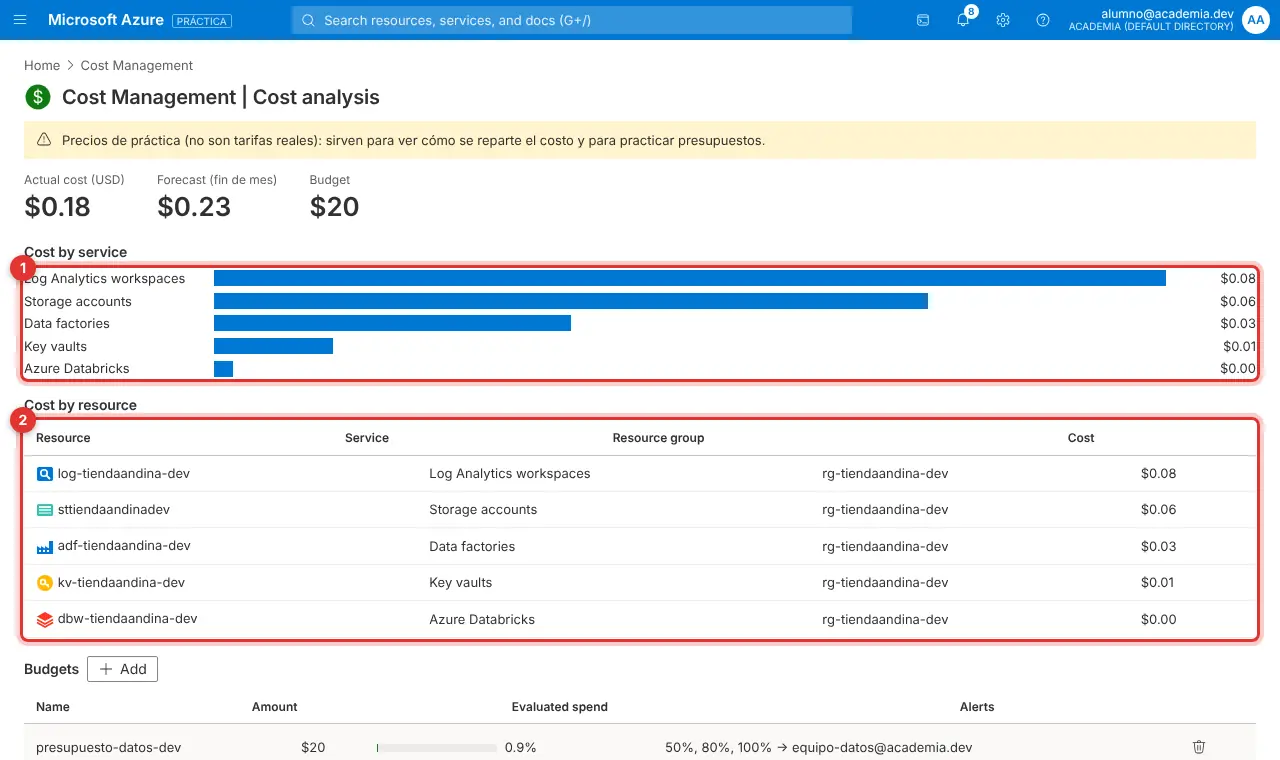 Microsoft Azure PRÁCTICA Search resources, services, and docs (G+/) 8 alumno@academia.dev ACADEMIA (DEFAULT DIRECTORY) AA
Home > Cost Management
$ Cost Management | Cost analysis
Precios de práctica (no son tarifas reales): sirven para ver cómo se reparte el costo y para practicar presupuestos.
Actual cost (USD) Forecast (fin de mes) Budget
$0.18 $0.23 $20
Cost by service
1
Log Analytics workspaces $0.08
Storage accounts $0.06
Data factories $0.03
Key vaults $0.01
Azure Databricks $0.00
Cost by resource
2
Resource Service Resource group Cost
log-tiendaandina-dev Log Analytics workspaces rg-tiendaandina-dev $0.08
sttiendaandinadev Storage accounts rg-tiendaandina-dev $0.06
adf-tiendaandina-dev Data factories rg-tiendaandina-dev $0.03
kv-tiendaandina-dev Key vaults rg-tiendaandina-dev $0.01
dbw-tiendaandina-dev Azure Databricks rg-tiendaandina-dev $0.00
Budgets + Add
Name Amount Evaluated spend Alerts
presupuesto-datos-dev $20 0.9% 50%, 80%, 100% → equipo-datos@academia.dev